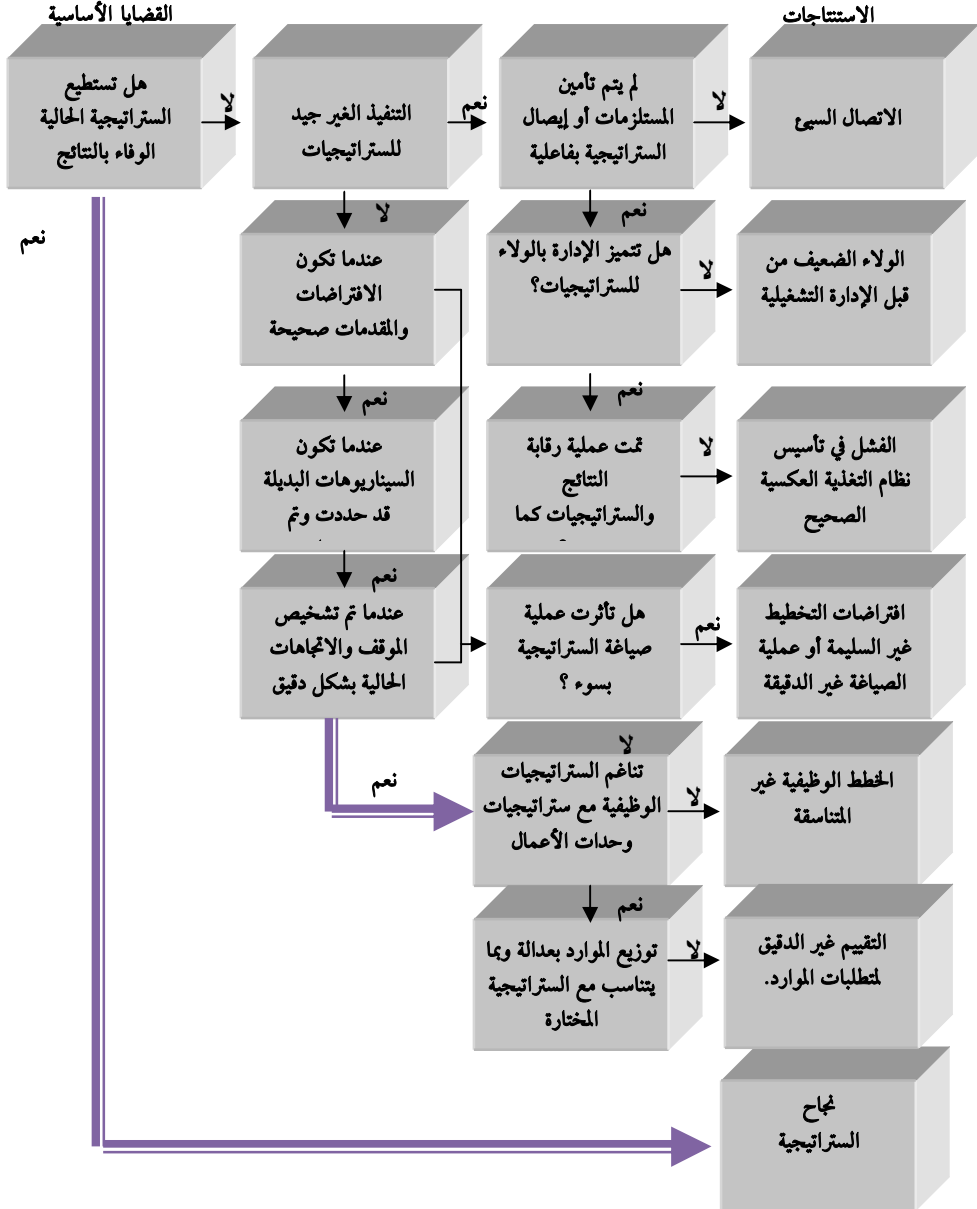 القضايا الأساسية
الاستنتاجات
هل تستطيع
الستراتيجية الحالية
الوفاء بالنتائج
لا
التنفيذ الغير جيد
للستراتيجيات
نعم
لم يتم تأمين
المستلزمات أو إيصال
الستراتيجية بفاعلية
لا
الاتصال السيئ
نعم
لا
عندما تكون
الافتراضات
والمقدمات صحيحة
نعم
هل تتميز الإدارة بالولاء
للستراتيجيات؟
لا
الولاء الضعيف من
قبل الإدارة التشغيلية
نعم
عندما تكون
السيناريوهات البديلة
قد حددت وتم
نعم
تمت عملية رقابة
النتائج
والستراتيجيات كما
لا
الفشل في تأسيس
نظام التغذية العكسية
الصحيح
نعم
عندما تم تشخيص
الموقف والاتجاهات
الحالية بشكل دقيق
هل تأثرت عملية
صياغة الستراتيجية
بسوء ؟
نعم
افتراضات التخطيط
غير السليمة أو عملية
الصياغة غير الدقيقة
نعم
لا
تناغم الستراتيجيات
الوظيفية مع ستراتيجيات
وحدات الأعمال
لا
الخطط الوظيفية غير
المتناسقة
نعم
توزيع الموارد بعدالة وبما
يتناسب مع الستراتيجية
المختارة
لا
التقييم غير الدقيق
لمتطلبات الموارد.
نجاح
الستراتيجية